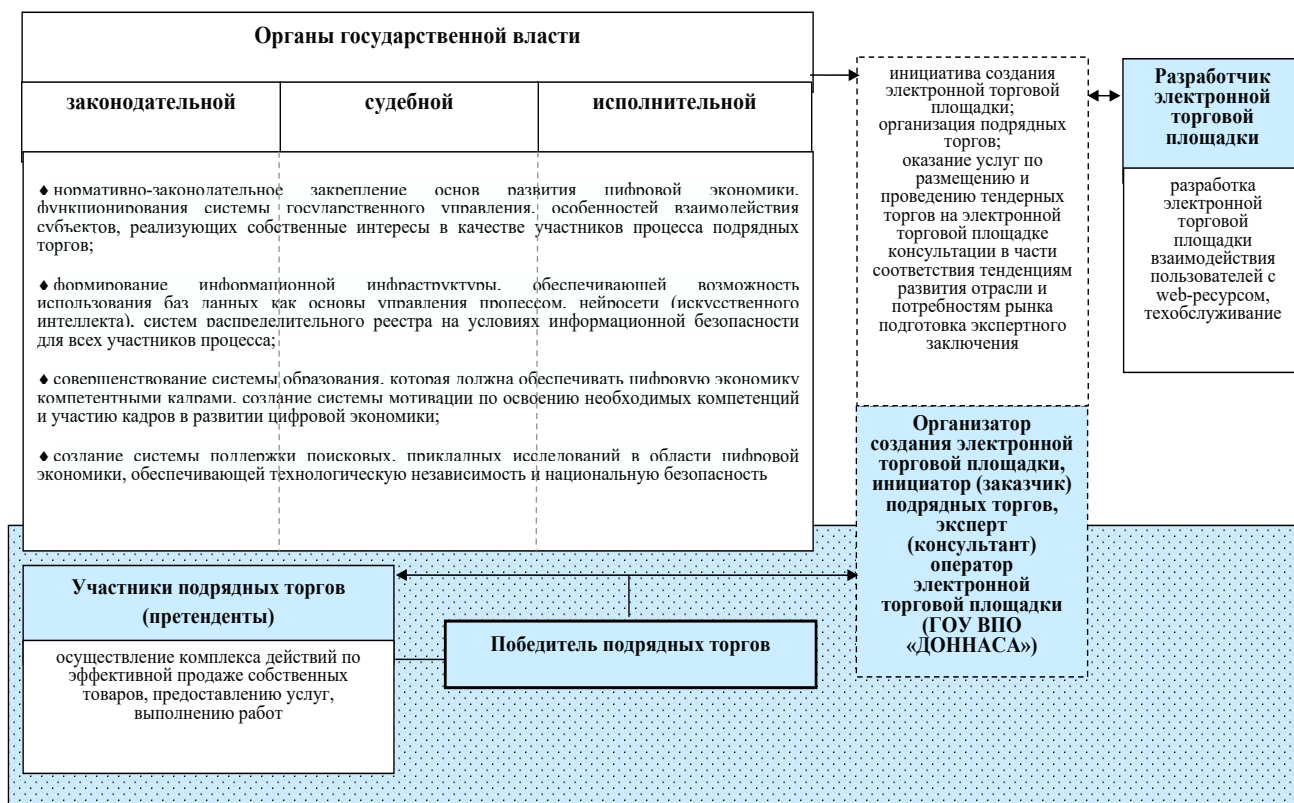 Органы государственной власти
законодательной
судебной
исполнительной
♦ нормативно-законодательное закрепление основ развития цифровой экономики,
функционирования системы государственного управления, особенностей взаимодействия
субъектов, реализующих собственные интересы в качестве участников процесса подрядных
торгов;
♦ формирование информационной инфраструктуры, обеспечивающей возможность
использования баз данных как основы управления процессом, нейросети (искусственного
интеллекта), систем распределительного реестра на условиях информационной безопасности
для всех участников процесса;
♦ совершенствование системы образования, которая должна обеспечивать цифровую экономику
компетентными кадрами, создание системы мотивации по освоению необходимых компетенций
и участию кадров в развитии цифровой экономики;
♦ создание системы поддержки поисковых, прикладных исследований в области цифровой
экономики, обеспечивающей технологическую независимость и национальную безопасность
инициатива создания
электронной торговой
площадки;
организация подрядных
торгов;
оказание услуг по
размещению и
проведению тендерных
торгов на электронной
торговой площадке
консультации в части
соответствия тенденциям
развития отрасли и
потребностям рынка
подготовка экспертного
заключения
Организатор
создания электронной
торговой площадки,
инициатор (заказчик)
подрядных торгов,
эксперт
(консультант)
оператор
электронной
торговой площадки
(ГОУ ВПО
«ДОННАСА»)
Разработчик
электронной
торговой
площадки
разработка
электронной
торговой
площадки
взаимодействия
пользователей с
web-ресурсом,
техобслуживание
Участники подрядных торгов
(претенденты)
осуществление комплекса действий по
эффективной продаже собственных
товаров, предоставлению услуг,
выполнению работ
Победитель подрядных торгов